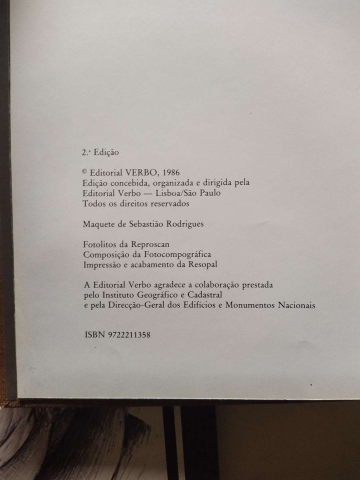 2.ª Edição
© Editorial VERBO, 1986
Edição concebida, organizada e dirigida pela
Editorial Verbo — Lisboa/São Paulo
Todos os direitos reservados
Maquete de Sebastião Rodrigues
Fotolitos da Reproscan
Composição da Fotocompográfica
Impressão e acabamento da Resopal
A Editorial Verbo agradece a colaboração prestada
pelo Instituto Geográfico e Cadastral
e pela Direcção-Geral dos Edifícios e Monumentos Nacionais
ISBN 9722211358